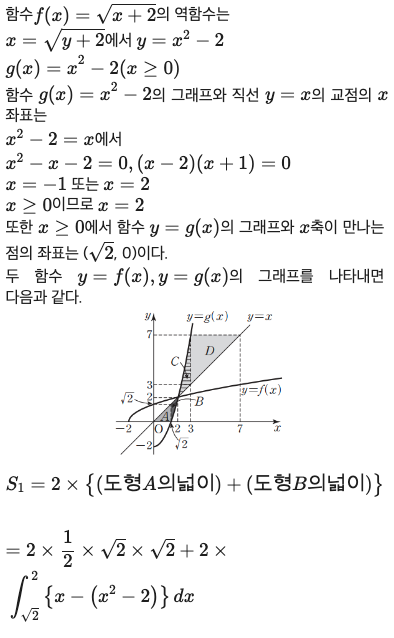 함수 f(x) = √(x + 2)의 역함수는
x = √(y + 2)에서 y = x² − 2
g(x) = x² − 2(x ≥ 0)
함수 g(x) = x² − 2의 그래프와 직선 y = x의 교점의 x
좌표는
x² − 2 = x에서
x² − x − 2 = 0, (x − 2)(x + 1) = 0
x = −1 또는 x = 2
x ≥ 0이므로 x = 2
또한 x ≥ 0에서 함수 y = g(x)의 그래프와 x축이 만나는
점의 좌표는 (√2, 0)이다.
두 함수 y = f(x), y = g(x)의 그래프를 나타내면
다음과 같다.
y y=g(x) y=x
7
C D
3
2
√2 B y=f(x)
A
−2 O 2 3 7 x
−2 √2
S₁ = 2 × {(도형A의넓이) + (도형B의넓이)}
= 2 × 1/2 × √2 × √2 + 2 ×
∫_{√2}^{2} {x − (x² − 2)} dx